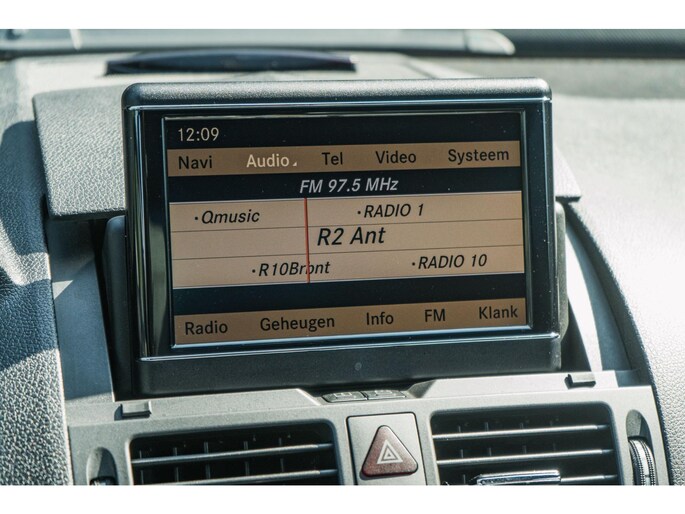 12:09
Navi Audio Tel Video Systeem
FM 97.5 MHz
•Qmusic •RADIO 1
R2 Ant
•R10Brbnt •RADIO 10
Radio Geheugen Info FM Klank